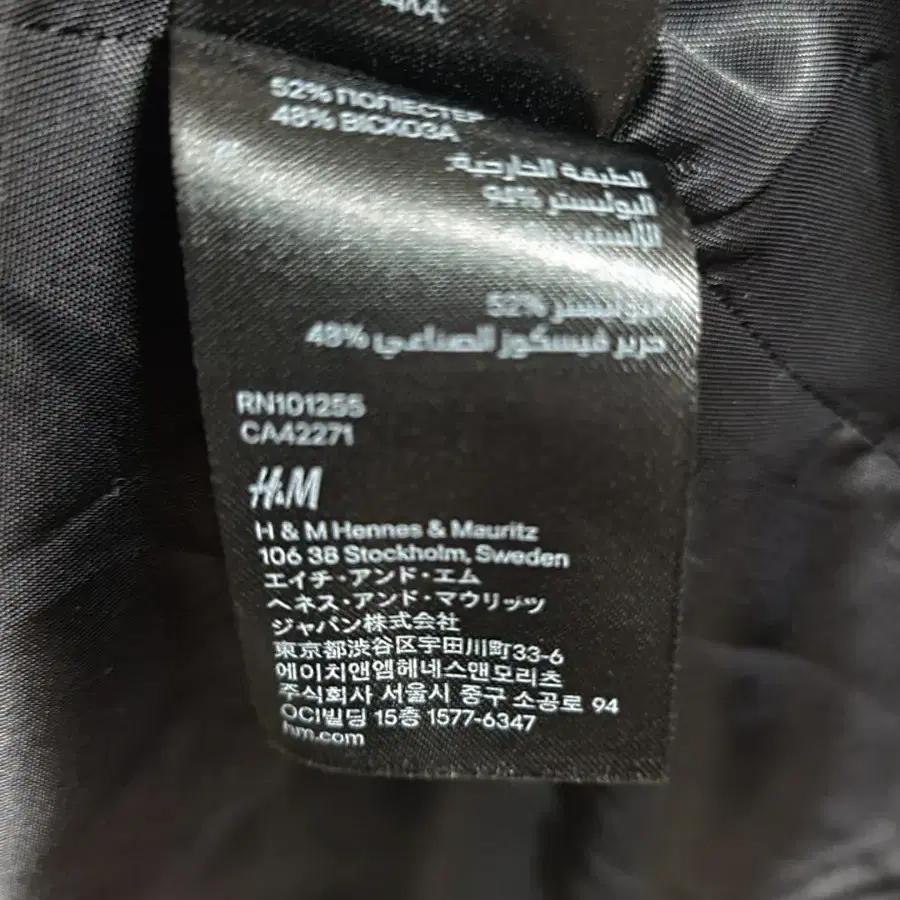 52% ПОЛІЕСТЕР
48% ВІСКОЗА
الطبقة الخارجية:
البوليستر 94%
52% البوليستر
حرير فيسكوز الصناعي 48%
RN101255
CA42271
H&M
H & M Hennes & Mauritz
106 38 Stockholm, Sweden
エイチ・アンド・エム
ヘネス・アンド・マウリッツ
ジャパン株式会社
東京都渋谷区宇田川町33-6
에이치앤엠헤네스앤모리츠
주식회사 서울시 중구 소공로 94
OCI빌딩 15층 1577-6347
hm.com